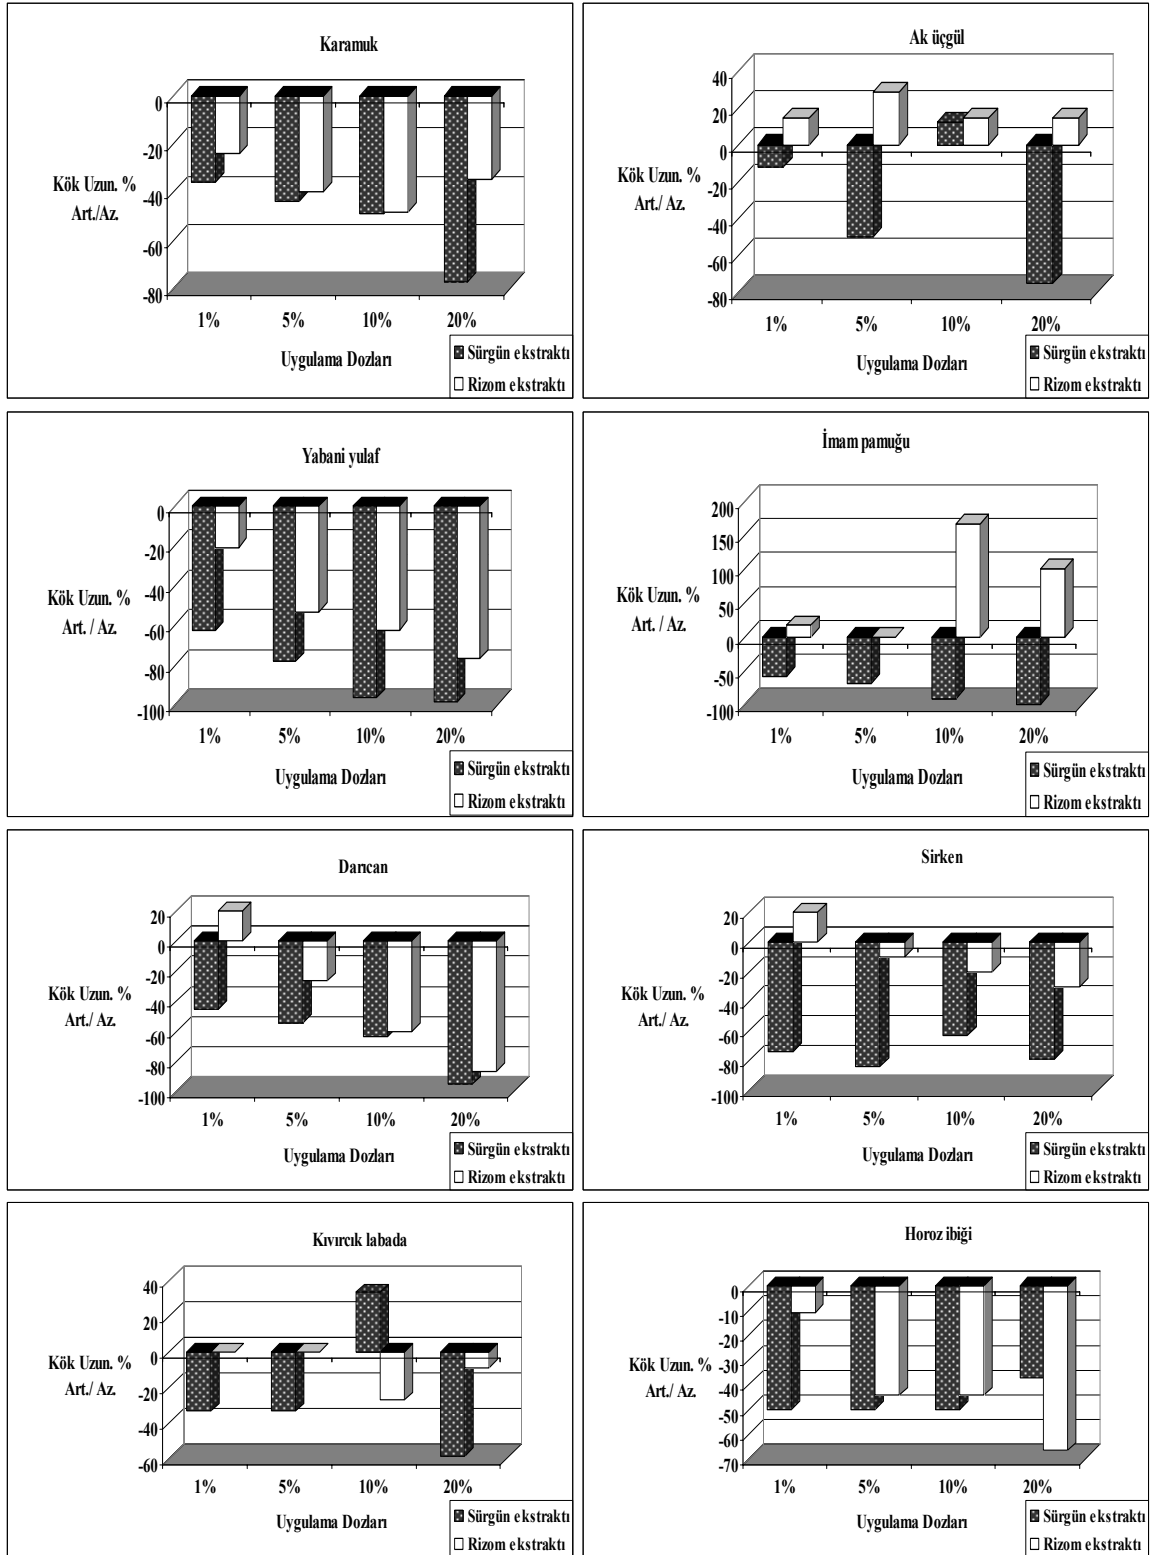 Karamuk
0
-20
-40
-60
-80
Kök Uzun. %
Art./Az.
1% 5% 10% 20%
Uygulama Dozları
Sürgün ekstraktı
Rizom ekstraktı
Ak üçgül
40
20
0
-20
-40
-60
-80
Kök Uzun. %
Art./ Az.
1% 5% 10% 20%
Uygulama Dozları
Sürgün ekstraktı
Rizom ekstraktı
Yabani yulaf
0
-20
-40
-60
-80
-100
Kök Uzun. %
Art. / Az.
1% 5% 10% 20%
Uygulama Dozları
Sürgün ekstraktı
Rizom ekstraktı
İmam pamuğu
200
150
100
50
0
-50
-100
Kök Uzun. %
Art./ Az.
1% 5% 10% 20%
Uygulama Dozları
Sürgün ekstraktı
Rizom ekstraktı
Darıcan
20
0
-20
-40
-60
-80
-100
Kök Uzun. %
Art./ Az.
1% 5% 10% 20%
Uygulama Dozları
Sürgün ekstraktı
Rizom ekstraktı
Sirken
20
0
-20
-40
-60
-80
-100
Kök Uzun. %
Art./ Az.
1% 5% 10% 20%
Uygulama Dozları
Sürgün ekstraktı
Rizom ekstraktı
Kıvırcık labada
40
20
0
-20
-40
-60
Kök Uzun. %
Art./ Az.
1% 5% 10% 20%
Uygulama Dozları
Sürgün ekstraktı
Rizom ekstraktı
Horoz ibiği
0
-10
-20
-30
-40
-50
-60
-70
Kök Uzun. %
Art./ Az.
1% 5% 10% 20%
Uygulama Dozları
Sürgün ekstraktı
Rizom ekstraktı